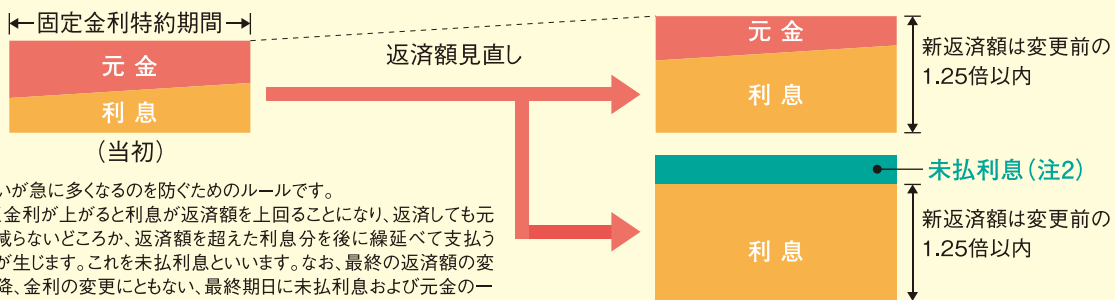 固定金利特約期間
元金
利息
(当初)
返済額見直し
元金
利息
新返済額は変更前の
1.25倍以内
未払利息(注2)
利息
新返済額は変更前の
1.25倍以内
いが急に多くなるのを防ぐためのルールです。
金利が上がると利息が返済額を上回ることになり、返済しても元
減らないどころか、返済額を超えた利息分を後に繰延べて支払う
が生じます。これを未払利息といいます。なお、最終の返済額の変
降、金利の変更にともない、最終期日に未払利息および元金の一